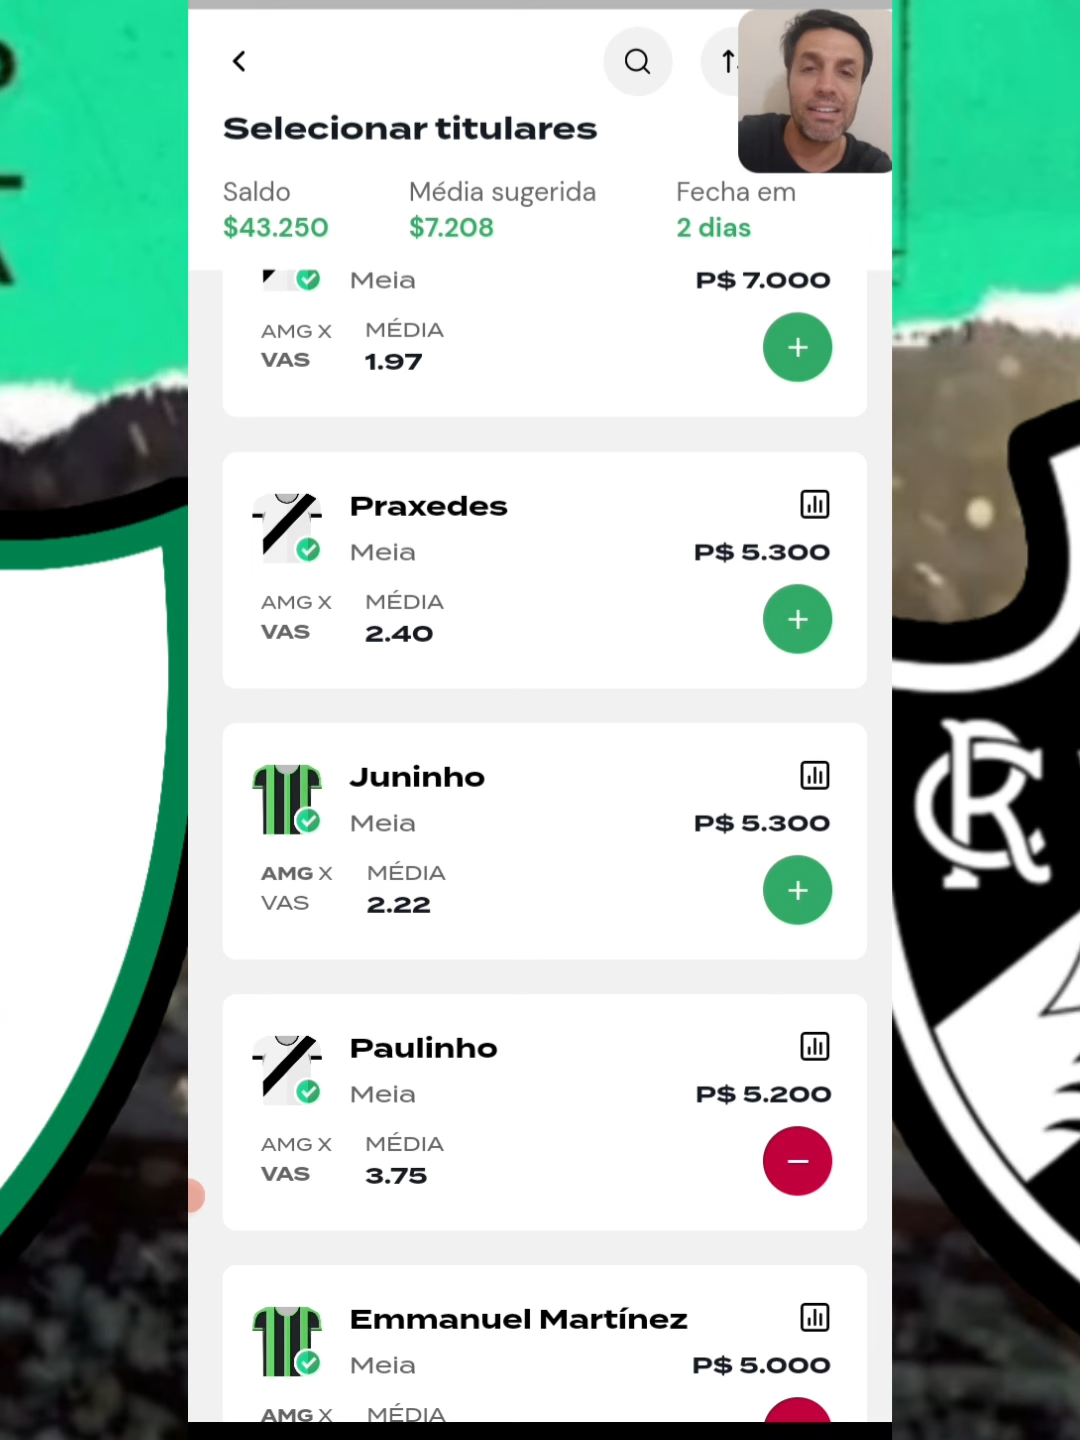 Selecionar titulares
Saldo
Média sugerida
Fecha em
$43.250
$7.208
2 dias
Meia
P$ 7.000
AMG X
MÉDIA
VAS
1.97
Praxedes
Meia
P$ 5.300
AMG X
MÉDIA
VAS
2.40
Juninho
Meia
P$ 5.300
AMG X
MÉDIA
VAS
2.22
Paulinho
Meia
P$ 5.200
AMG X
MÉDIA
VAS
3.75
Emmanuel Martínez
Meia
P$ 5.000
AMG X
MÉDIA